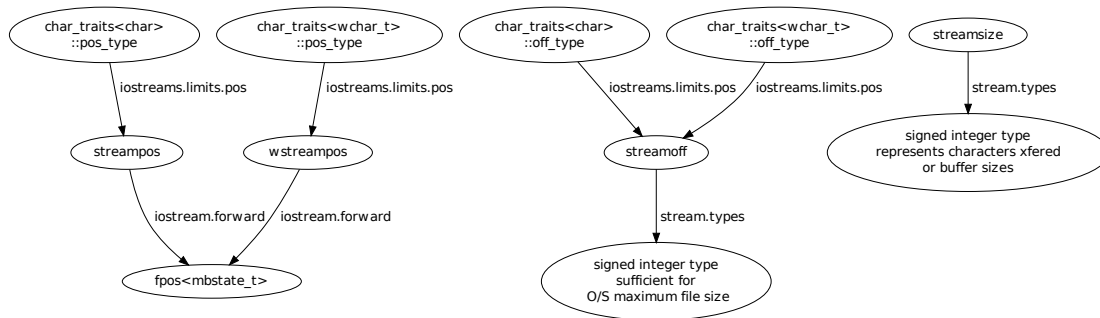 char_traits<char>
::pos_type
char_traits<wchar_t>
::pos_type
char_traits<char>
::off_type
char_traits<wchar_t>
::off_type
streamsize
iostreams.limits.pos
iostreams.limits.pos
iostreams.limits.pos
iostreams.limits.pos
stream.types
streampos
wstreampos
streamoff
signed integer type
represents characters xfered
or buffer sizes
iostream.forward
iostream.forward
stream.types
fpos<mbstate_t>
signed integer type
sufficient for
O/S maximum file size